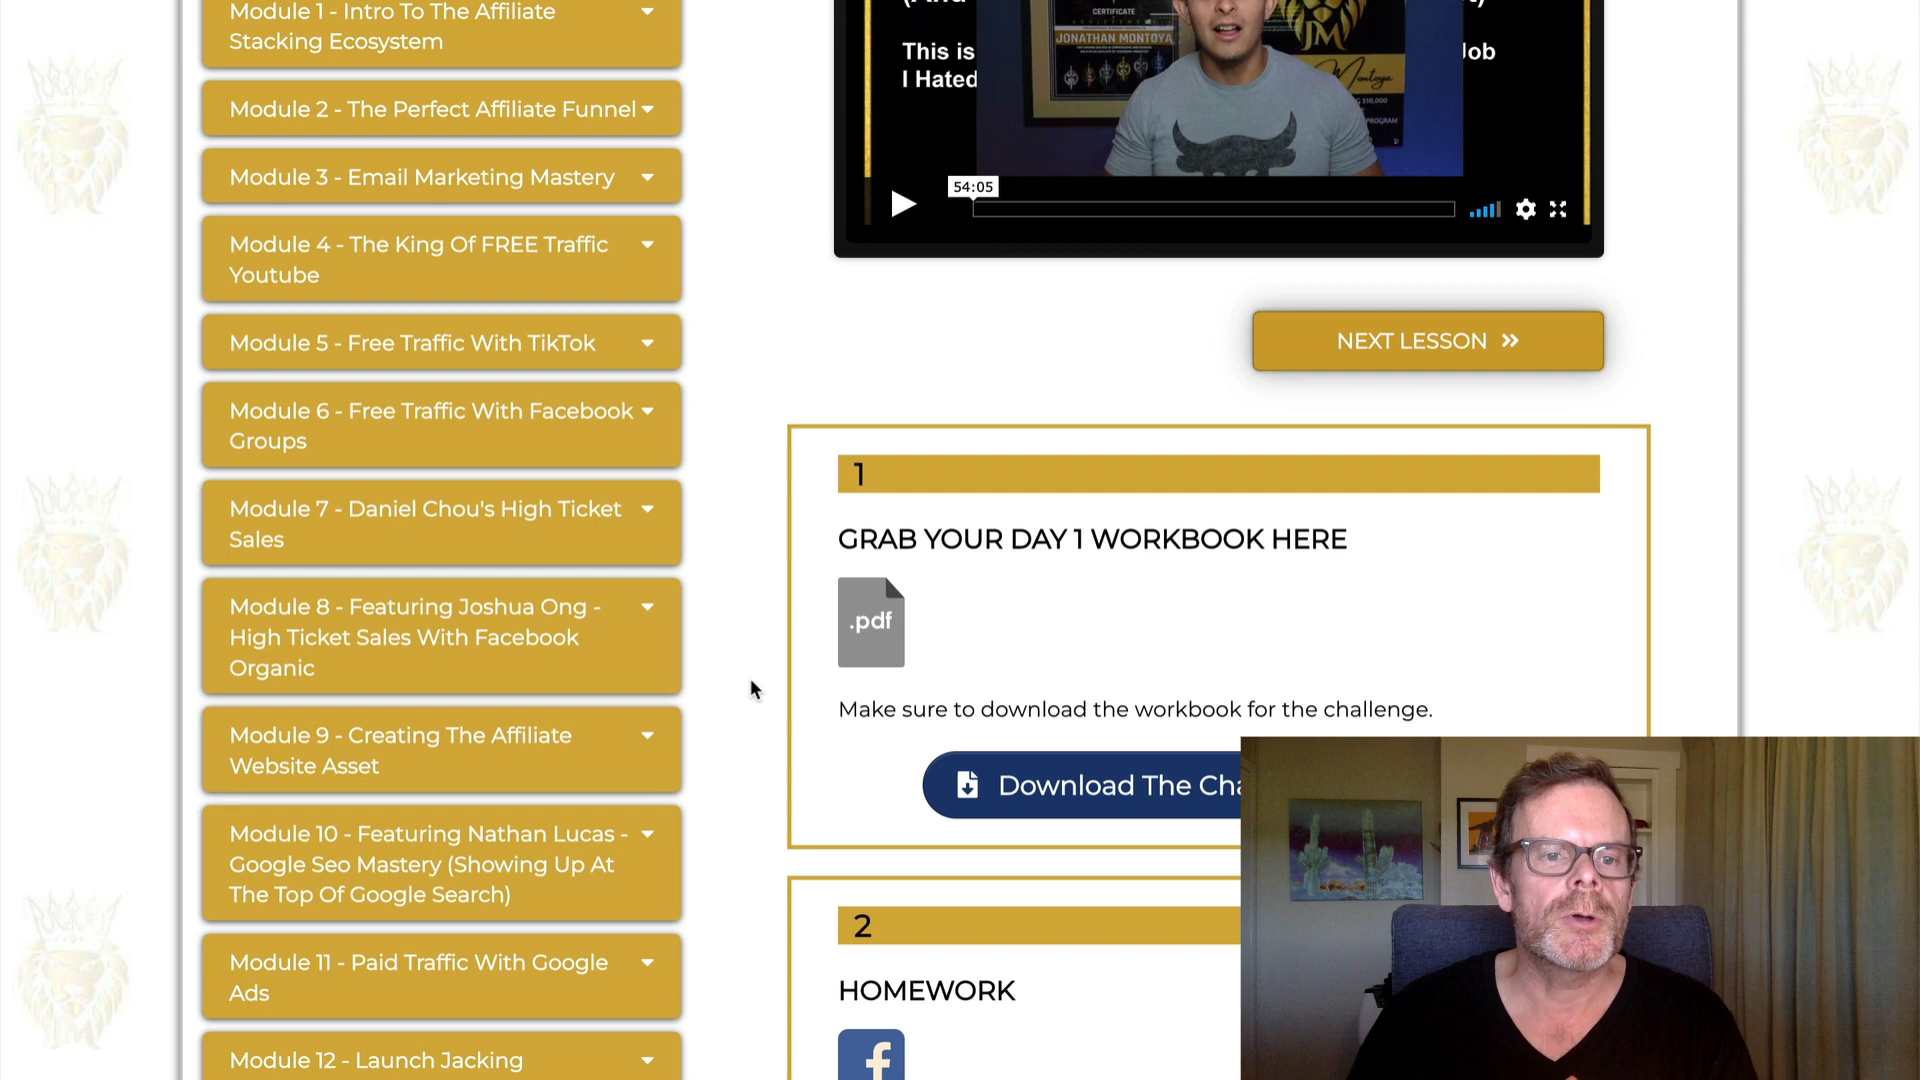 Module 1 - Intro To The Affiliate
Stacking Ecosystem
Module 2 - The Perfect Affiliate Funnel
Module 3 - Email Marketing Mastery
Module 4 - The King Of FREE Traffic
Youtube
Module 5 - Free Traffic With TikTok
Module 6 - Free Traffic With Facebook
Groups
Module 7 - Daniel Chou's High Ticket
Sales
Module 8 - Featuring Joshua Ong -
High Ticket Sales With Facebook
Organic
Module 9 - Creating The Affiliate
Website Asset
Module 10 - Featuring Nathan Lucas -
Google Seo Mastery (Showing Up At
The Top Of Google Search)
Module 11 - Paid Traffic With Google
Ads
Module 12 - Launch Jacking
This is
Job
I Hated
CERTIFICATE
JONATHAN MONTOYA
JM
Montoya
$10,000
PROGRAM
54:05
NEXT LESSON
1
GRAB YOUR DAY 1 WORKBOOK HERE
.pdf
Make sure to download the workbook for the challenge.
Download The Cha
2
HOMEWORK